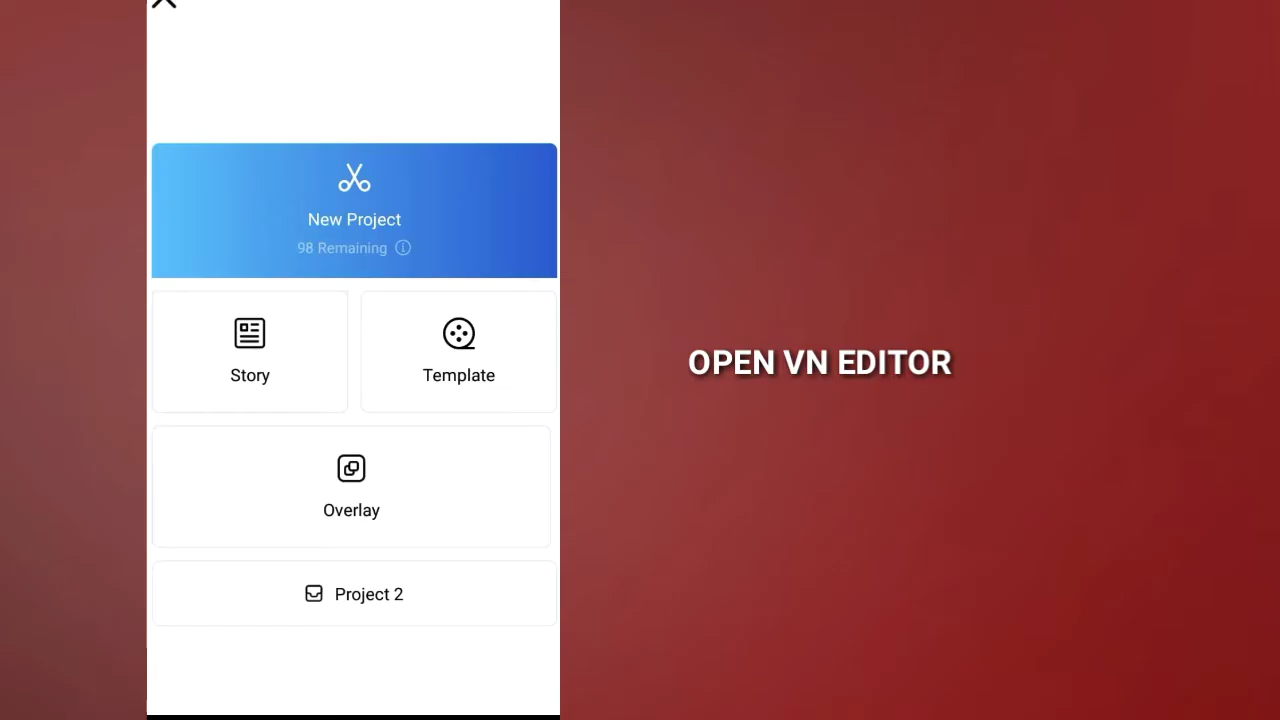 New Project
98 Remaining
Story
Template
Overlay
Project 2
OPEN VN EDITOR